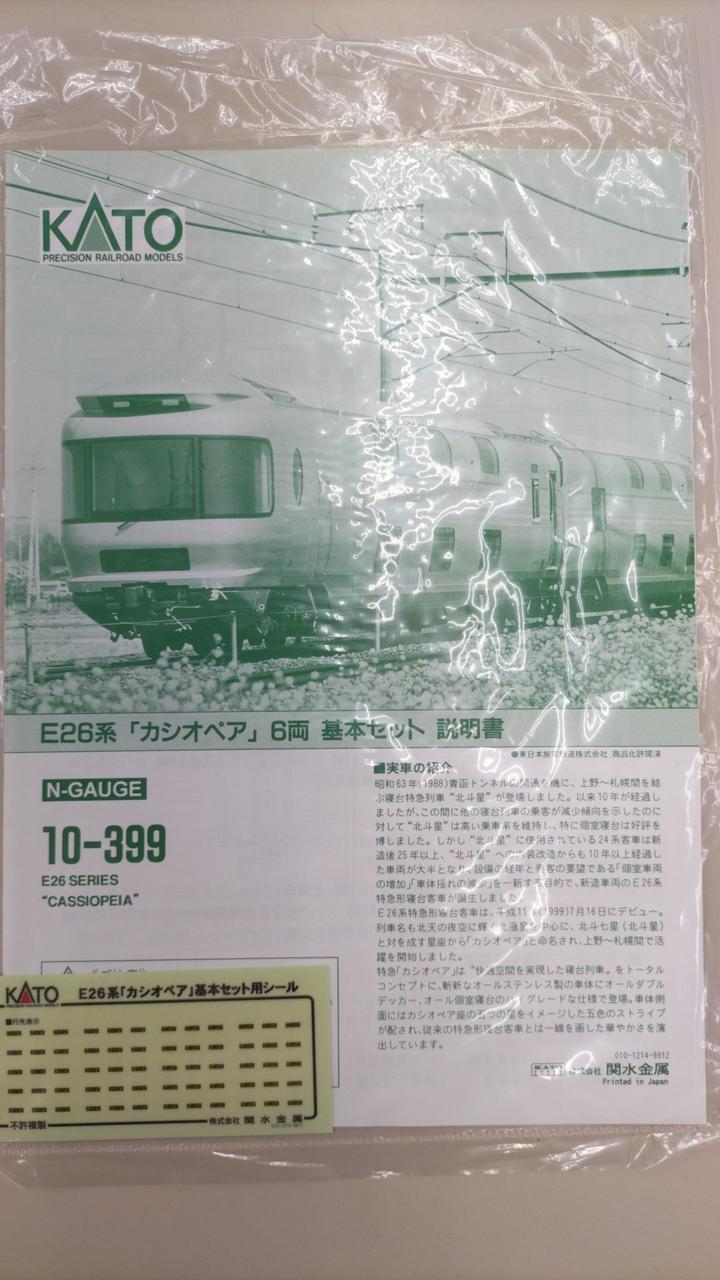 KATO
PRECISION RAILROAD MODELS
E26系「カシオペア」6両 基本セット 説明書
●東日本旅客鉄道株式会社 商品化許諾済
N-GAUGE
10-399
E26 SERIES
"CASSIOPEIA"
■実車の紹介
昭和63年(1988)青函トンネルの開通を機に、上野〜札幌間を結
ぶ寝台特急列車"北斗星"が登場しました。以来10年が経過し
ましたが、この間に他の寝台列車の乗客が減少傾向を示したのに
対して"北斗星"は高い乗車率を維持し、特に個室寝台は好評を
博しました。しかし"北斗星"に使用されている24系客車は新
造後25年以上、"北斗星"への内装改造からも10年以上経過し
た車両が大半となり、設備の経年と乗客の要望である「個室車両
の増加」「車体揺れの減少」を一新する目的で、新造車両のE26系
特急形寝台客車が誕生しました。
E26系特急形寝台客車は、平成11年(1999)7月16日にデビュー。
列車名も北天の夜空に輝く北極星を中心に、北斗七星(北斗星)
と対を成す星座から「カシオペア」と命名され、上野〜札幌間で活
躍を開始しました。
特急「カシオペア」は"快適空間を実現した寝台列車"をトータル
コンセプトに、斬新なオールステンレス製の車体にオールダブル
デッカー、オール個室寝台のハイグレードな仕様で登場。車体側
面にはカシオペア座の五つの星をイメージした五色のストライプ
が配され、従来の特急形寝台客車とは一線を画した華やかさを演
出しています。
010-1214-9912
KATO 株式会社 関水金属
Printed in Japan
KATO E26系「カシオペア」基本セット用シール
■行先表示
不許複製
株式会社 関水金属